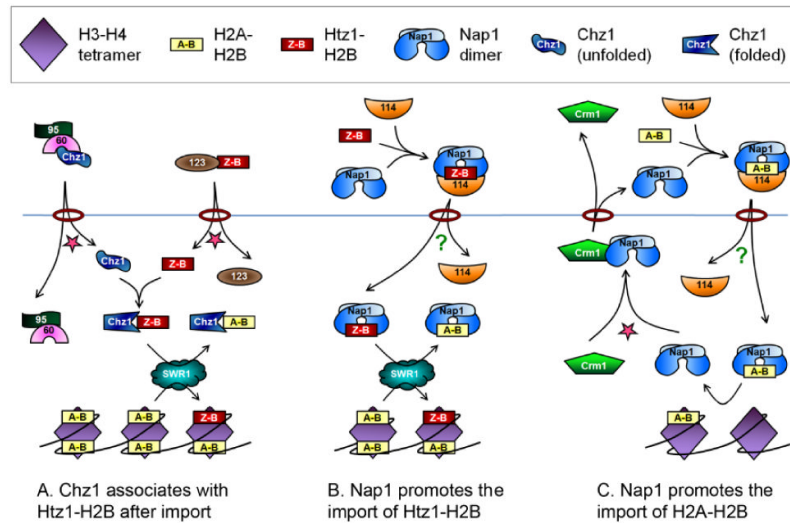 H3-H4
tetramer
A-B
H2A-
H2B
Z-B
Htz1-
H2B
Nap1
Nap1
dimer
Chz1
Chz1
(unfolded)
Chz1
Chz1
(folded)
95
60
Chz1
123
Z-B
Chz1
Z-B
123
95
60
Chz1
Z-B
Chz1
A-B
SWR1
A-B
A-B
Z-B
A-B
A-B
A-B
A. Chz1 associates with
Htz1-H2B after import
114
Z-B
Nap1
Nap1
Z-B
114
?
114
Nap1
Z-B
Nap1
A-B
SWR1
A-B
Z-B
A-B
A-B
B. Nap1 promotes the
import of Htz1-H2B
Crm1
114
A-B
Nap1
Nap1
A-B
114
Crm1
Nap1
?
114
Crm1
Nap1
Nap1
A-B
A-B
A-B
C. Nap1 promotes the
import of H2A-H2B